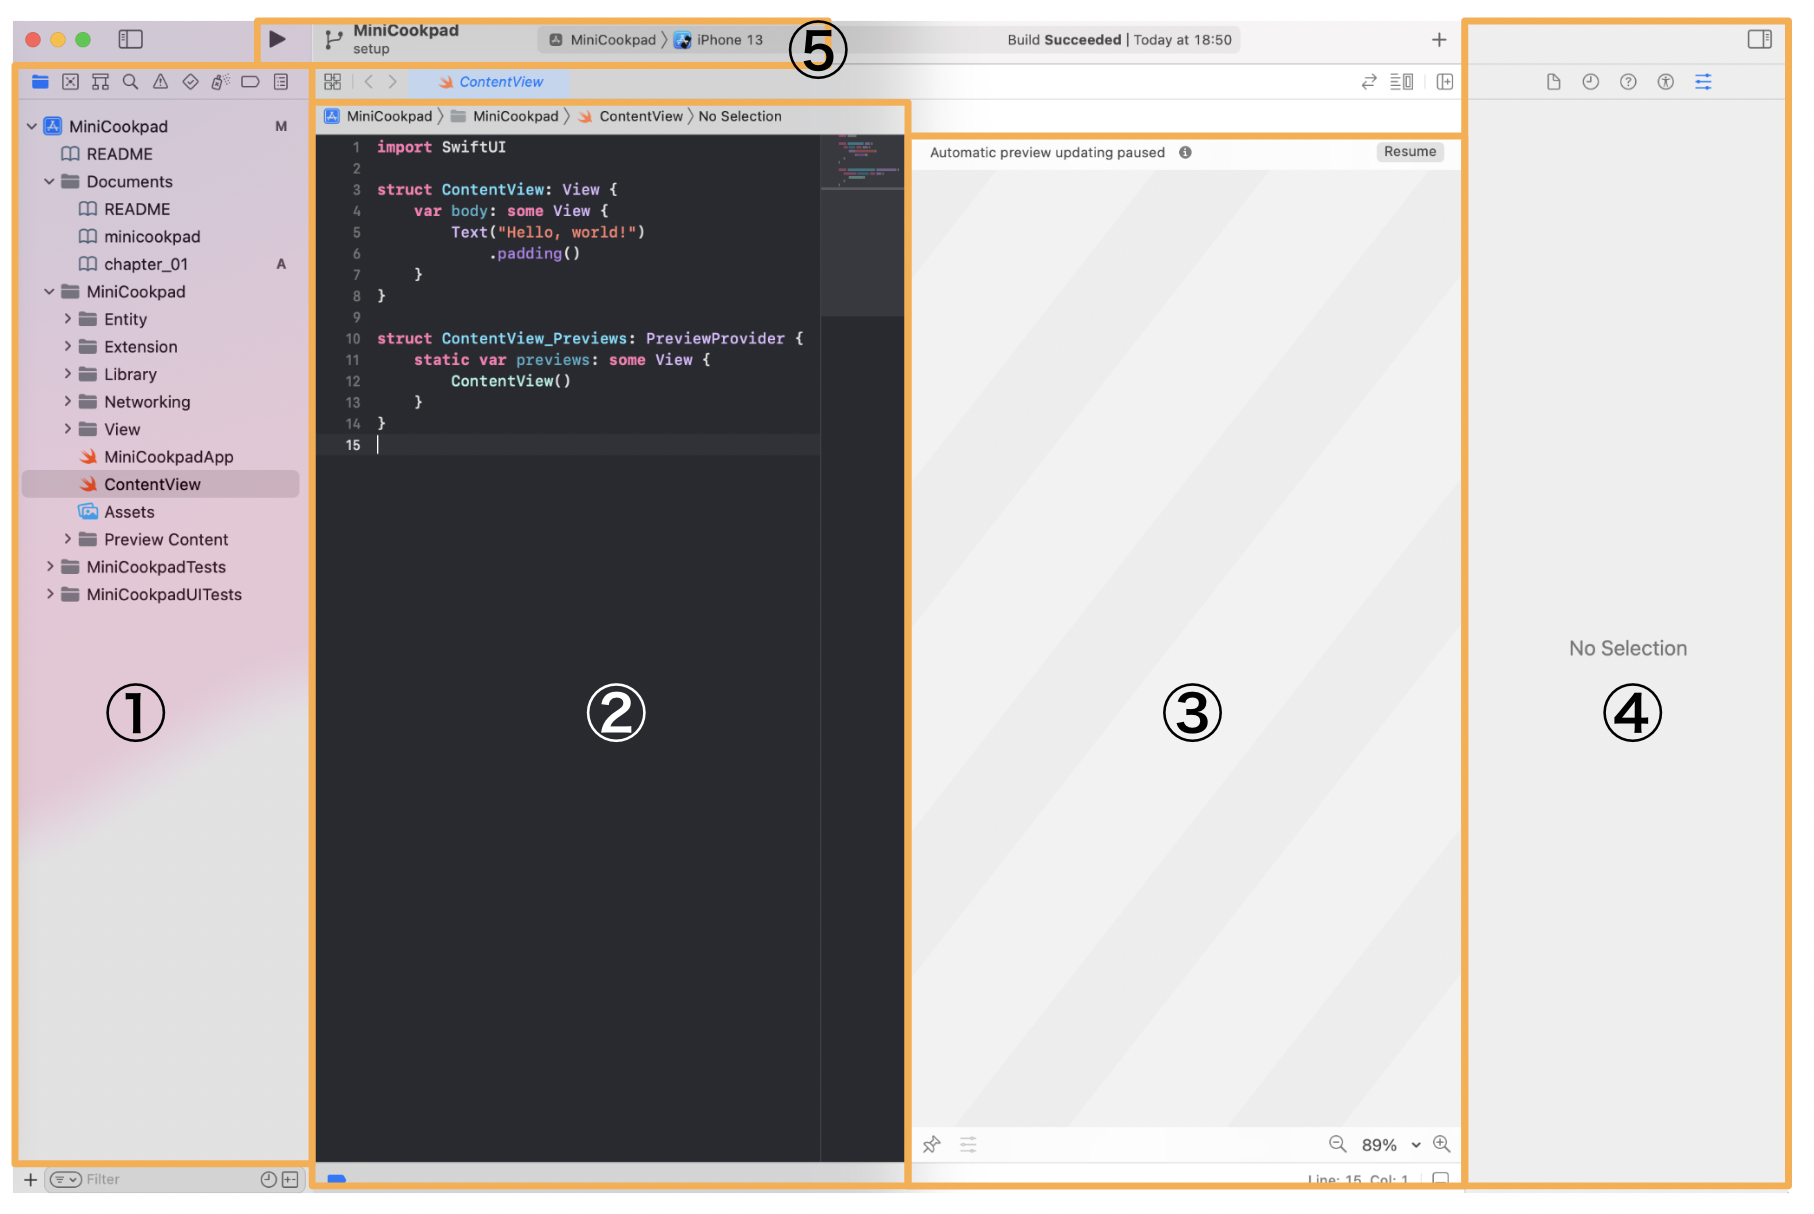 MiniCookpad
setup
MiniCookpad 〉 iPhone 13
⑤
Build Succeeded | Today at 18:50
ContentView
MiniCookpad M
README
Documents
README
minicookpad
chapter_01 A
MiniCookpad
Entity
Extension
Library
Networking
View
MiniCookpadApp
ContentView
Assets
Preview Content
MiniCookpadTests
MiniCookpadUITests
①
Filter
MiniCookpad 〉 MiniCookpad 〉 ContentView 〉 No Selection
1 import SwiftUI
2
3 struct ContentView: View {
4 var body: some View {
5 Text("Hello, world!")
6 .padding()
7 }
8 }
9
10 struct ContentView_Previews: PreviewProvider {
11 static var previews: some View {
12 ContentView()
13 }
14 }
15
②
Automatic preview updating paused Resume
③
89%
Line: 15 Col: 1
No Selection
④